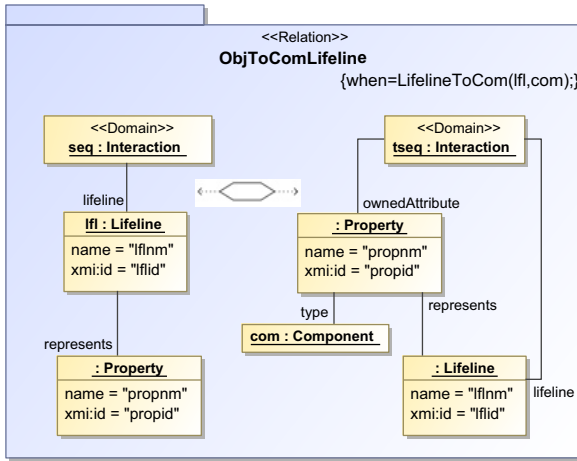 <<Relation>>
ObjToComLifeline
{when=LifelineToCom(lfl,com);}
<<Domain>>
seq : Interaction
lifeline
lfl : Lifeline
name = "lflnm"
xmi:id = "lflid"
represents
: Property
name = "propnm"
xmi:id = "propid"
<<Domain>>
tseq : Interaction
ownedAttribute
: Property
name = "propnm"
xmi:id = "propid"
type
represents
com : Component
: Lifeline
name = "lflnm"
xmi:id = "lflid"
lifeline